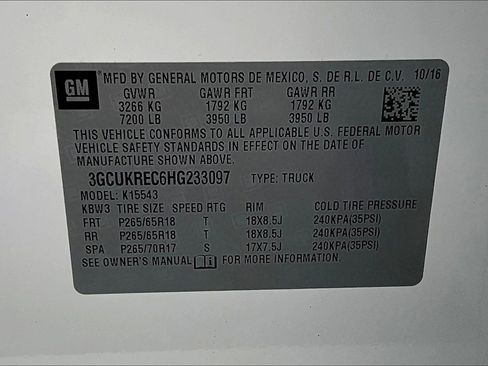 GM
MFD BY GENERAL MOTORS DE MEXICO, S. DE R.L. DE C.V. 10/16
GVWR GAWR FRT GAWR RR
3266 KG 1792 KG 1792 KG
7200 LB 3950 LB 3950 LB
THIS VEHICLE CONFORMS TO ALL APPLICABLE U.S. FEDERAL MOTOR
VEHICLE SAFETY STANDARDS IN EFFECT ON THE DATE OF
MANUFACTURE SHOWN ABOVE.
3GCUKREC6HG233097 TYPE: TRUCK
MODEL: K15543
KBW3 TIRE SIZE SPEED RIM COLD TIRE PRESSURE
FRT P265/65R18 T 18X8.5J 240KPA(35PSI)
RR P265/65R18 T 18X8.5J 240KPA(35PSI)
SPA P265/70R17 S 17X7.5J 240KPA(35PSI)
SEE OWNER'S MANUAL FOR MORE INFORMATION.